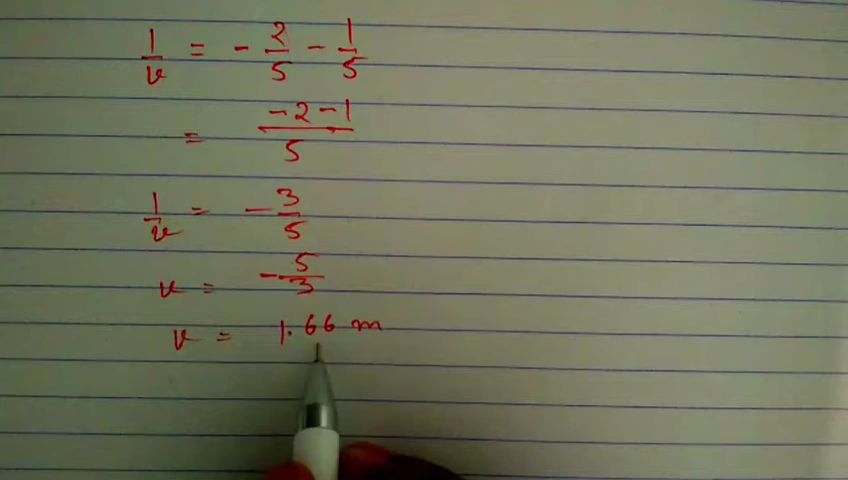 1/v = - 2/5 - 1/5
= -2-1/5
1/v = - 3/5
v = - 5/3
v = 1.66 m